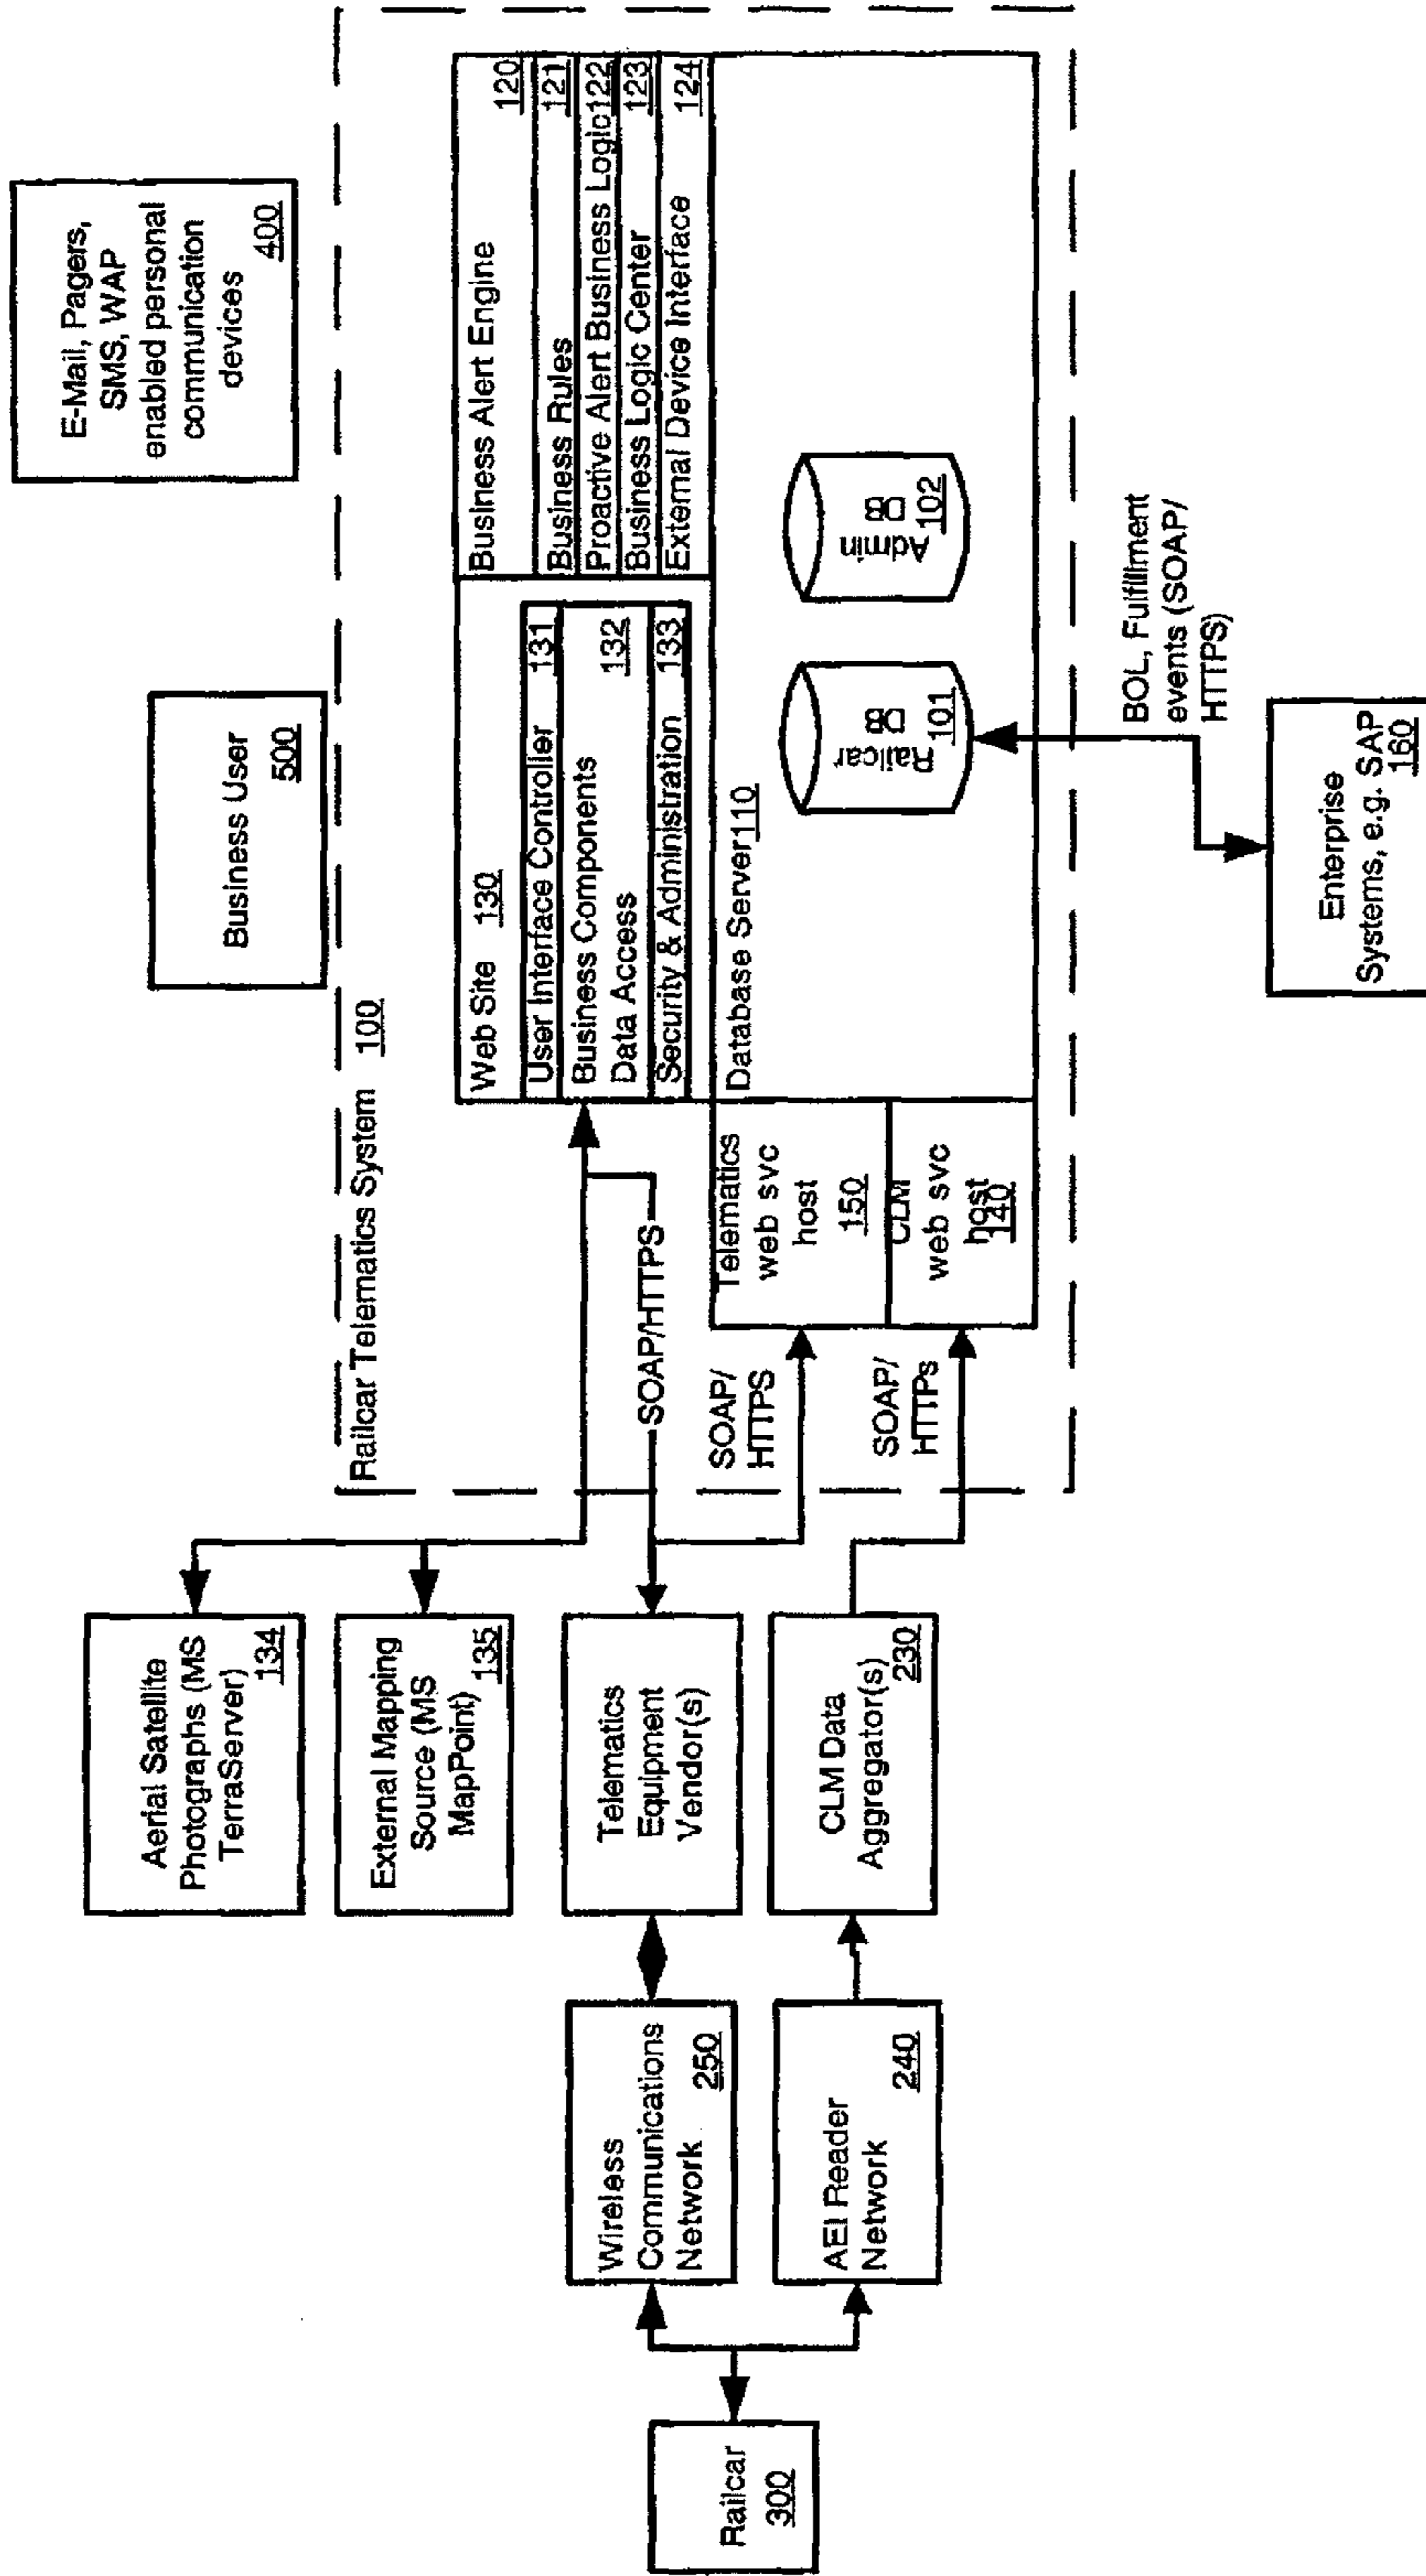 E-Mail, Pagers,
SMS, WAP
enabled personal
communication
devices
400
Business User
500
Railcar Telematics System 100
Web Site 130
User Interface Controller 131
Business Components
Data Access 132
Security & Administration 133
Business Alert Engine 120
Business Rules 121
Proactive Alert Business Logic 122
Business Logic Center 123
External Device Interface 124
Database Server 110
Railcar
DB
101
Admin
DB
102
Telematics
web svc
host
150
CLM
web svc
host
140
SOAP/HTTPS
SOAP/
HTTPS
SOAP/
HTTPs
BOL, Fulfillment
events (SOAP/
HTTPS)
Enterprise
Systems, e.g. SAP
160
Aerial Satellite
Photographs (MS
TerraServer)
134
External Mapping
Source (MS
MapPoint)
135
Telematics
Equipment
Vendor(s)
CLM Data
Aggregator(s)
230
Wireless
Communications
Network
250
AEI Reader
Network
240
Railcar
300